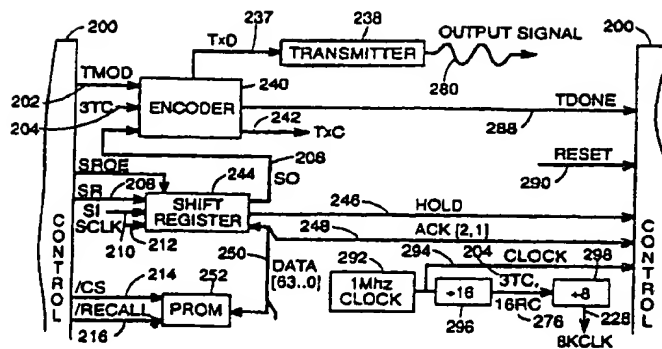 200
237
238
OUTPUT SIGNAL
200
TxD
TRANSMITTER
TMOD
240
280
202
3TC
ENCODER
TDONE
204
242
TxC
288
208
SROE
244
SO
RESET
290
SR
208
SHIFT
REGISTER
246
HOLD
SI
SCLK
210
212
248
ACK [2,1]
CONTROL
250
294
CLOCK
204
298
CONTROL
214
252
DATA
[63..0]
292
1Mhz
CLOCK
÷16
3TC,
16RC
÷8
/CS
PROM
/RECALL
216
296
276
228
8KCLK